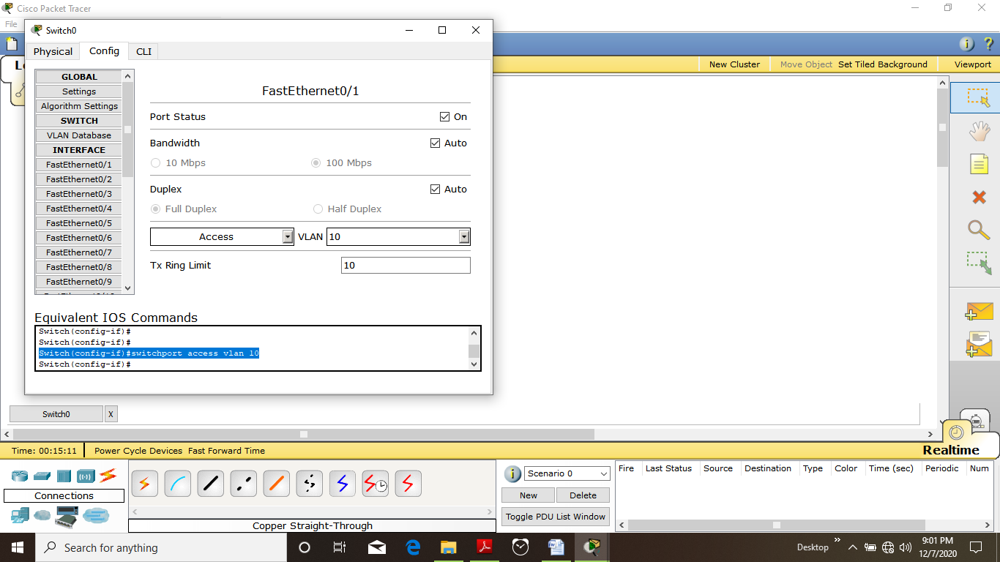 Cisco Packet Tracer
File
Switch0
Physical Config CLI
New Cluster Move Object Set Tiled Background Viewport
GLOBAL
Settings
Algorithm Settings
SWITCH
VLAN Database
INTERFACE
FastEthernet0/1
FastEthernet0/2
FastEthernet0/3
FastEthernet0/4
FastEthernet0/5
FastEthernet0/6
FastEthernet0/7
FastEthernet0/8
FastEthernet0/9
FastEthernet0/1
Port Status On
Bandwidth Auto
10 Mbps 100 Mbps
Duplex Auto
Full Duplex Half Duplex
Access VLAN 10
Tx Ring Limit 10
Equivalent IOS Commands
Switch(config-if)#
Switch(config-if)#
Switch(config-if)#switchport access vlan 10
Switch(config-if)#
Switch0 X
Time: 00:15:11 Power Cycle Devices Fast Forward Time
Realtime
Connections
Copper Straight-Through
Scenario 0
New Delete
Toggle PDU List Window
Fire Last Status Source Destination Type Color Time (sec) Periodic Num
Search for anything
Desktop
9:01 PM
12/7/2020